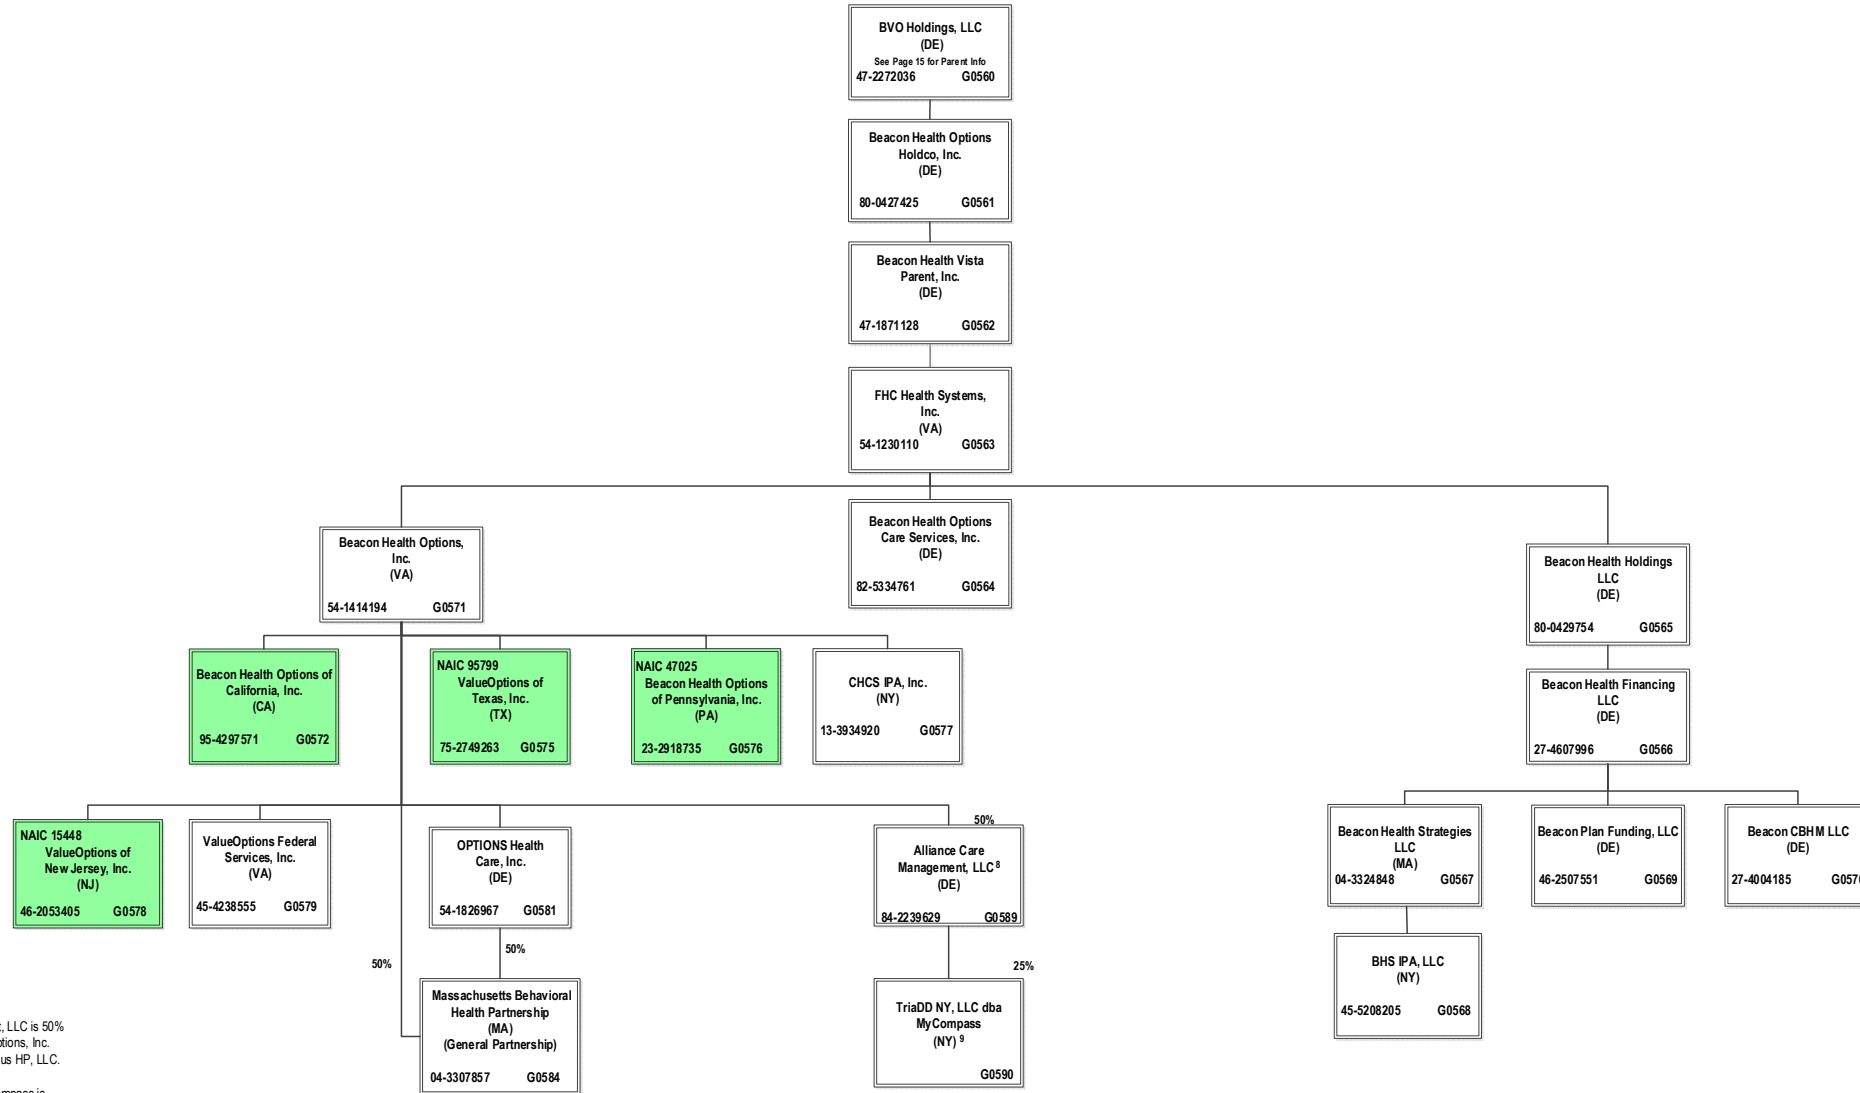 BVO Holdings, LLC
(DE)
See Page 15 for Parent Info
47-2272036 G0560
Beacon Health Options
Holdco, Inc.
(DE)
80-0427425 G0561
Beacon Health Vista
Parent, Inc.
(DE)
47-1871128 G0562
FHC Health Systems,
Inc.
(VA)
54-1230110 G0563
Beacon Health Options,
Inc.
(VA)
54-1414194 G0571
Beacon Health Options
Care Services, Inc.
(DE)
82-5334761 G0564
Beacon Health Holdings
LLC
(DE)
80-0429754 G0565
Beacon Health Options of
California, Inc.
(CA)
95-4297571 G0572
NAIC 95799
ValueOptions of
Texas, Inc.
(TX)
75-2749263 G0575
NAIC 47025
Beacon Health Options
of Pennsylvania, Inc.
(PA)
23-2918735 G0576
CHCS IPA, Inc.
(NY)
13-3934920 G0577
Beacon Health Financing
LLC
(DE)
27-4607996 G0566
NAIC 15448
ValueOptions of
New Jersey, Inc.
(NJ)
46-2053405 G0578
ValueOptions Federal
Services, Inc.
(VA)
45-4238555 G0579
OPTIONS Health
Care, Inc.
(DE)
54-1826967 G0581
50%
Alliance Care
Management, LLC 8
(DE)
84-2239629 G0589
Beacon Health Strategies
LLC
(MA)
04-3324848 G0567
Beacon Plan Funding, LLC
(DE)
46-2507551 G0569
Beacon CBHM LLC
(DE)
27-4004185
50%
50%
25%
Massachusetts Behavioral
Health Partnership
(MA)
(General Partnership)
04-3307857 G0584
TriaDD NY, LLC dba
MyCompass
(NY) 9
G0590
BHS IPA, LLC
(NY)
45-5208205 G0568
, LLC is 50%
tions, Inc.
us HP, LLC.